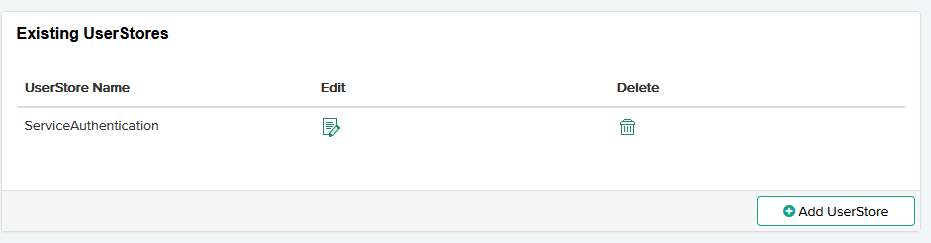 Existing UserStores
UserStore Name Edit Delete
ServiceAuthentication
Add UserStore